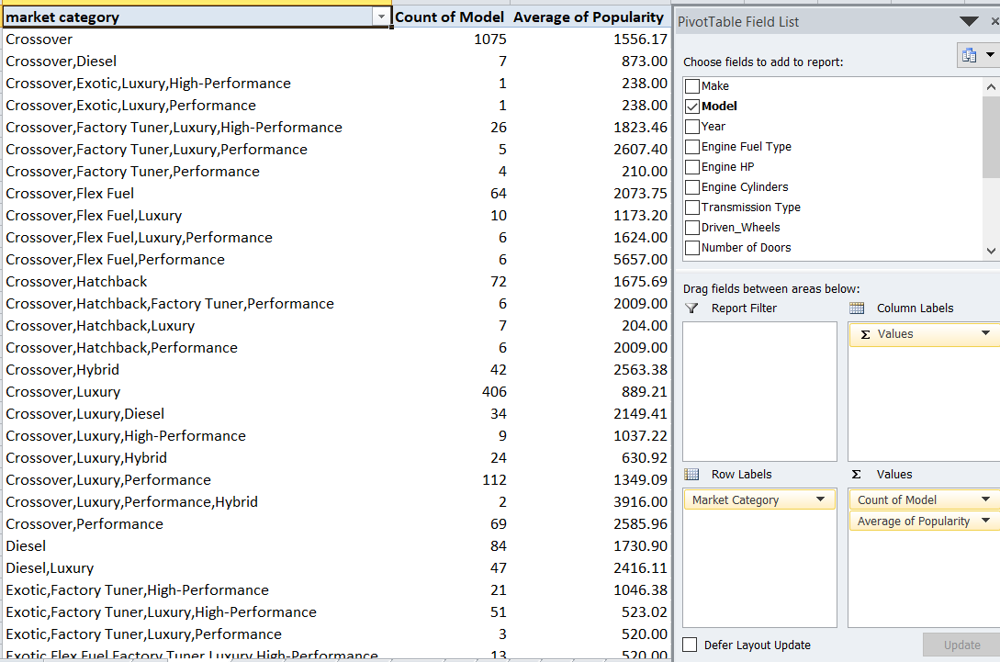 market category Count of Model Average of Popularity
Crossover 1075 1556.17
Crossover,Diesel 7 873.00
Crossover,Exotic,Luxury,High-Performance 1 238.00
Crossover,Exotic,Luxury,Performance 1 238.00
Crossover,Factory Tuner,Luxury,High-Performance 26 1823.46
Crossover,Factory Tuner,Luxury,Performance 5 2607.40
Crossover,Factory Tuner,Performance 4 210.00
Crossover,Flex Fuel 64 2073.75
Crossover,Flex Fuel,Luxury 10 1173.20
Crossover,Flex Fuel,Luxury,Performance 6 1624.00
Crossover,Flex Fuel,Performance 6 5657.00
Crossover,Hatchback 72 1675.69
Crossover,Hatchback,Factory Tuner,Performance 6 2009.00
Crossover,Hatchback,Luxury 7 204.00
Crossover,Hatchback,Performance 6 2009.00
Crossover,Hybrid 42 2563.38
Crossover,Luxury 406 889.21
Crossover,Luxury,Diesel 34 2149.41
Crossover,Luxury,High-Performance 9 1037.22
Crossover,Luxury,Hybrid 24 630.92
Crossover,Luxury,Performance 112 1349.09
Crossover,Luxury,Performance,Hybrid 2 3916.00
Crossover,Performance 69 2585.96
Diesel 84 1730.90
Diesel,Luxury 47 2416.11
Exotic,Factory Tuner,High-Performance 21 1046.38
Exotic,Factory Tuner,Luxury,High-Performance 51 523.02
Exotic,Factory Tuner,Luxury,Performance 3 520.00
Exotic,Flex Fuel,Factory Tuner,Luxury,High-Performance 13 520.00
PivotTable Field List
Choose fields to add to report:
Make
Model
Year
Engine Fuel Type
Engine HP
Engine Cylinders
Transmission Type
Driven_Wheels
Number of Doors
Drag fields between areas below:
Report Filter
Column Labels
Σ Values
Row Labels
Σ Values
Market Category
Count of Model
Average of Popularity
Defer Layout Update
Update